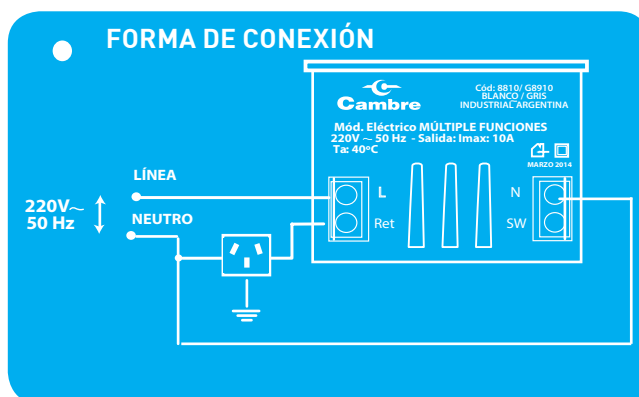 FORMA DE CONEXIÓN
Cambre
Cód: 8810/ G8910
BLANCO / GRIS
INDUSTRIAL ARGENTINA
Mód. Eléctrico MÚLTIPLE FUNCIONES
220V ~ 50 Hz - Salida: Imax: 10A
Ta: 40ºC
MARZO 2014
LÍNEA
220V~
50 Hz
NEUTRO
L
Ret
N
SW